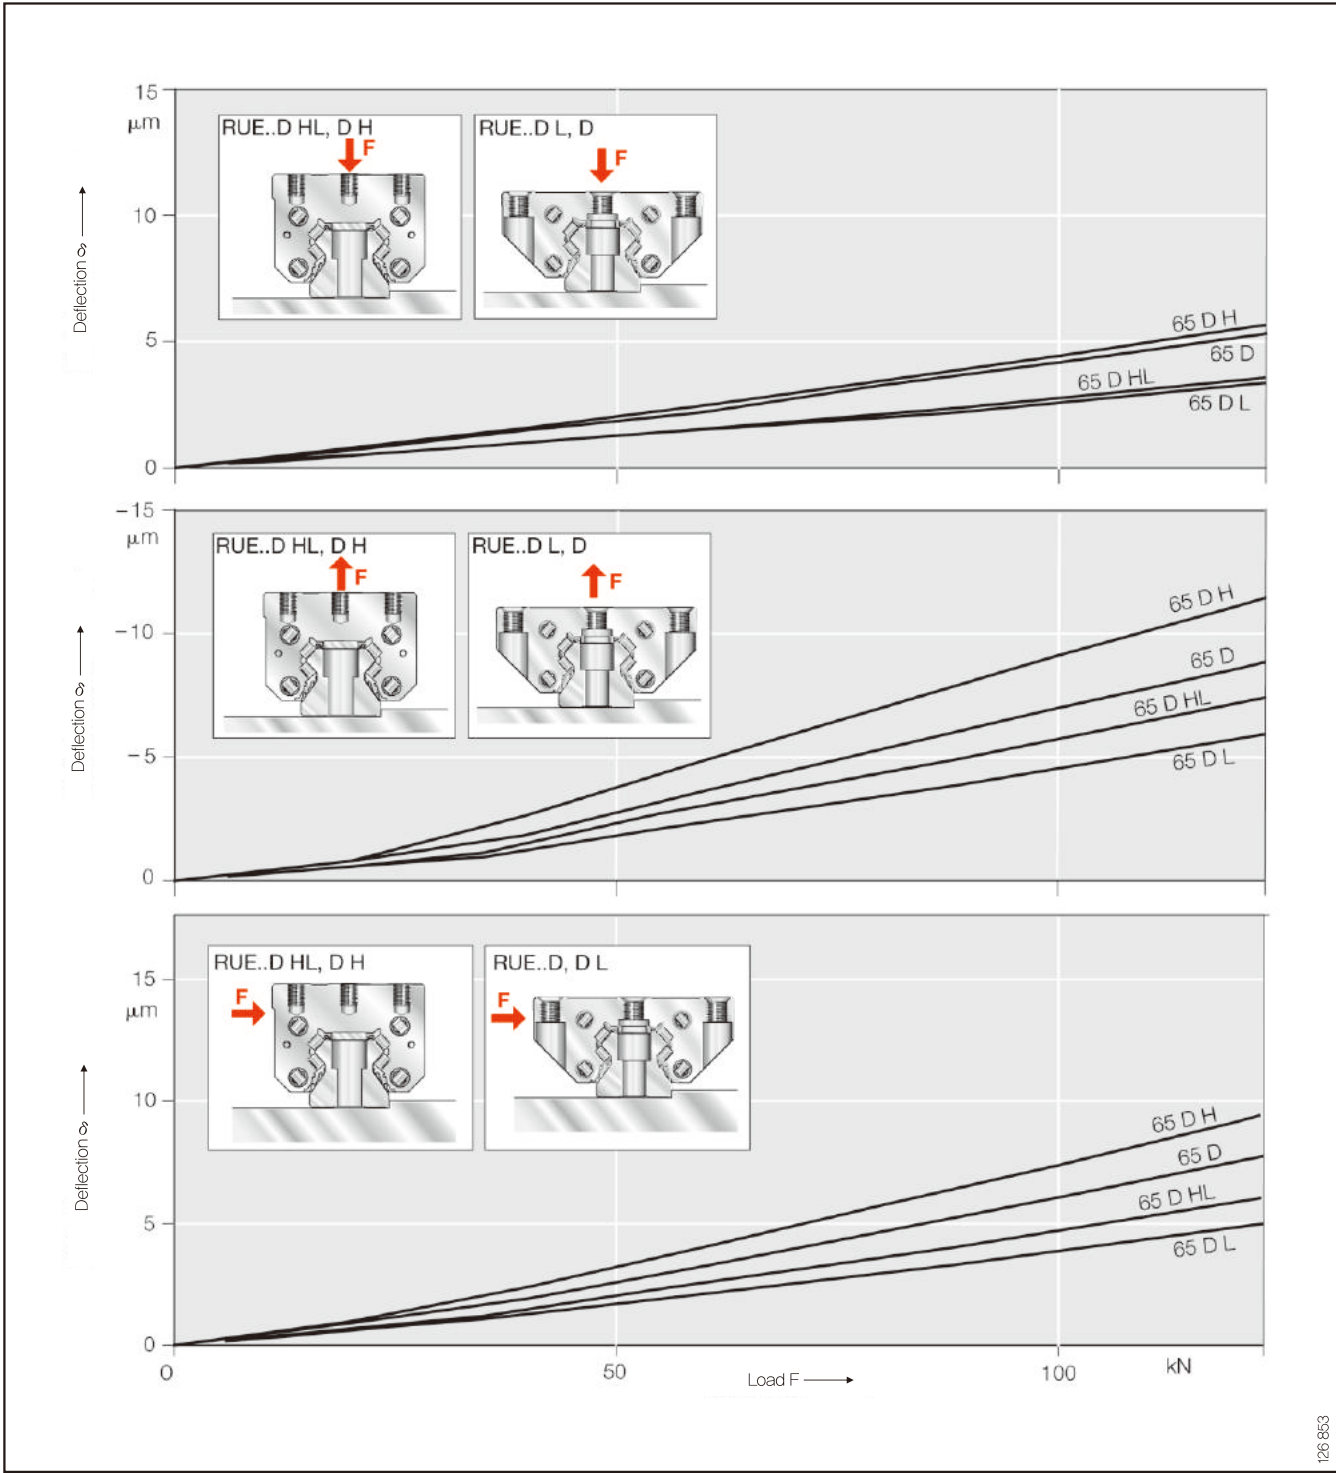 15
μm
RUE..D HL, D H
F
RUE..D L, D
F
10
5
0
Deflection δ
65 D H
65 D
65 D HL
65 D L
−15
μm
RUE..D HL, D H
F
RUE..D L, D
F
−10
−5
0
Deflection δ
65 D H
65 D
65 D HL
65 D L
15
μm
RUE..D HL, D H
F
RUE..D, D L
F
10
5
0
Deflection δ
65 D H
65 D
65 D HL
65 D L
0
50
100
kN
Load F
126 853